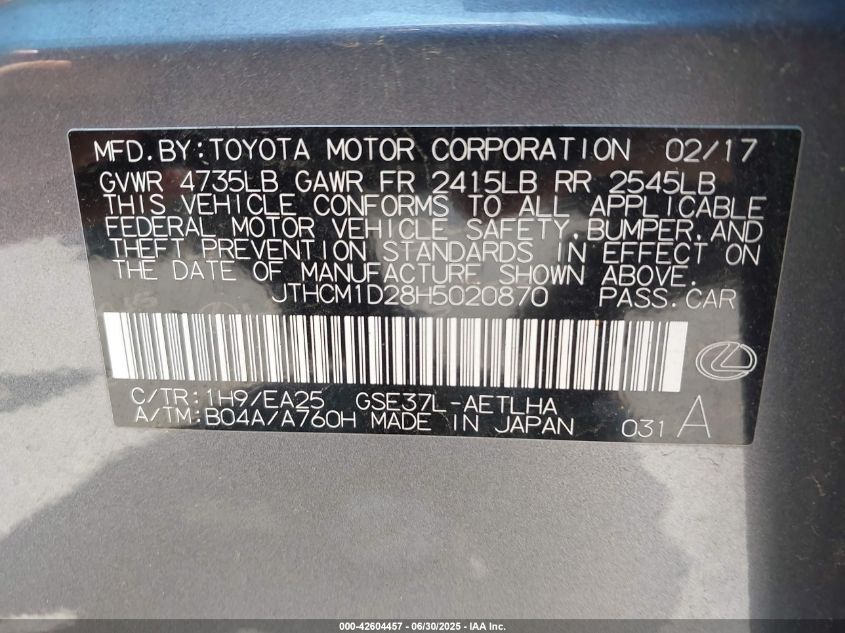 MFD.BY:TOYOTA MOTOR CORPORATION 02/17
GVWR 4735LB GAWR FR 2415LB RR 2545LB
THIS VEHICLE CONFORMS TO ALL APPLICABLE
FEDERAL MOTOR VEHICLE SAFETY,BUMPER,AND
THEFT PREVENTION STANDARDS IN EFFECT ON
THE DATE OF MANUFACTURE SHOWN ABOVE.
JTHCM1D28H5020870 PASS.CAR
C/TR:1H9/EA25 GSE37L-AETLHA
A/TM:B04A/A760H MADE IN JAPAN 031 A
000-42604457 - 06/30/2025 - IAA Inc.